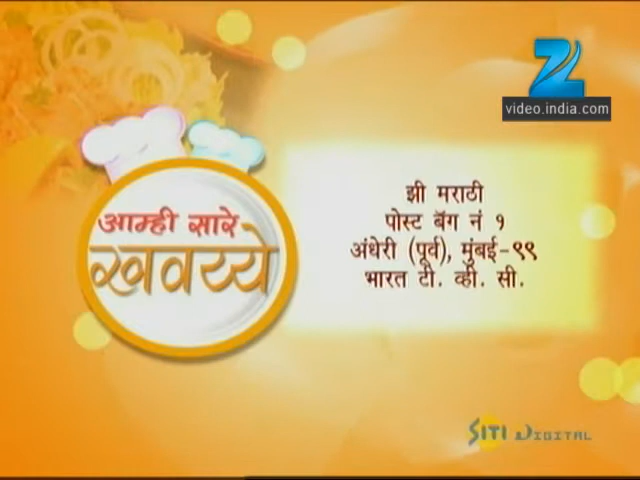 Z
video.india.com
आम्ही सारे
खवय्ये
झी मराठी
पोस्ट बॅग नं १
अंधेरी (पूर्व), मुंबई-९९
भारत टी. व्ही. सी.
SITI DIGITAL